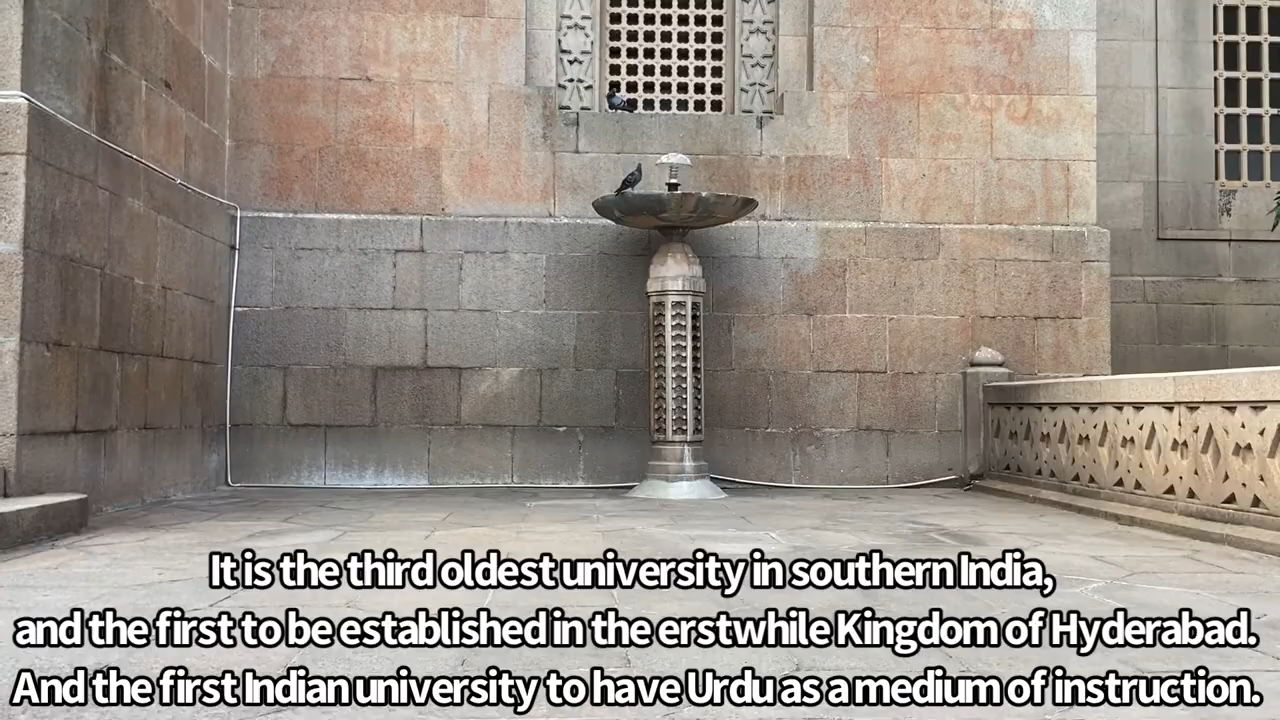 It is the third oldest university in southern India,
and the first to be established in the erstwhile Kingdom of Hyderabad.
And the first Indian university to have Urdu as a medium of instruction.